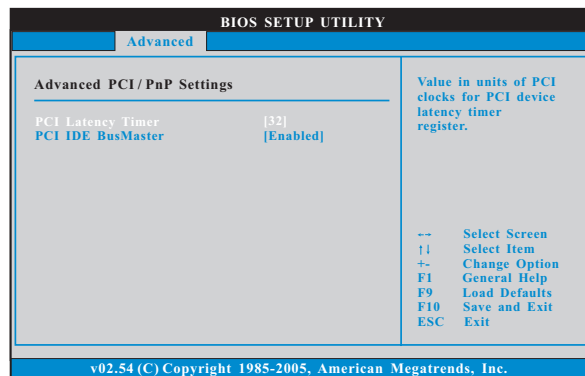 BIOS SETUP UTILITY
Advanced
Advanced PCI / PnP Settings
PCI Latency Timer [32]
PCI IDE BusMaster [Enabled]
Value in units of PCI
clocks for PCI device
latency timer
register.
←→ Select Screen
↑↓ Select Item
+- Change Option
F1 General Help
F9 Load Defaults
F10 Save and Exit
ESC Exit
v02.54 (C) Copyright 1985-2005, American Megatrends, Inc.